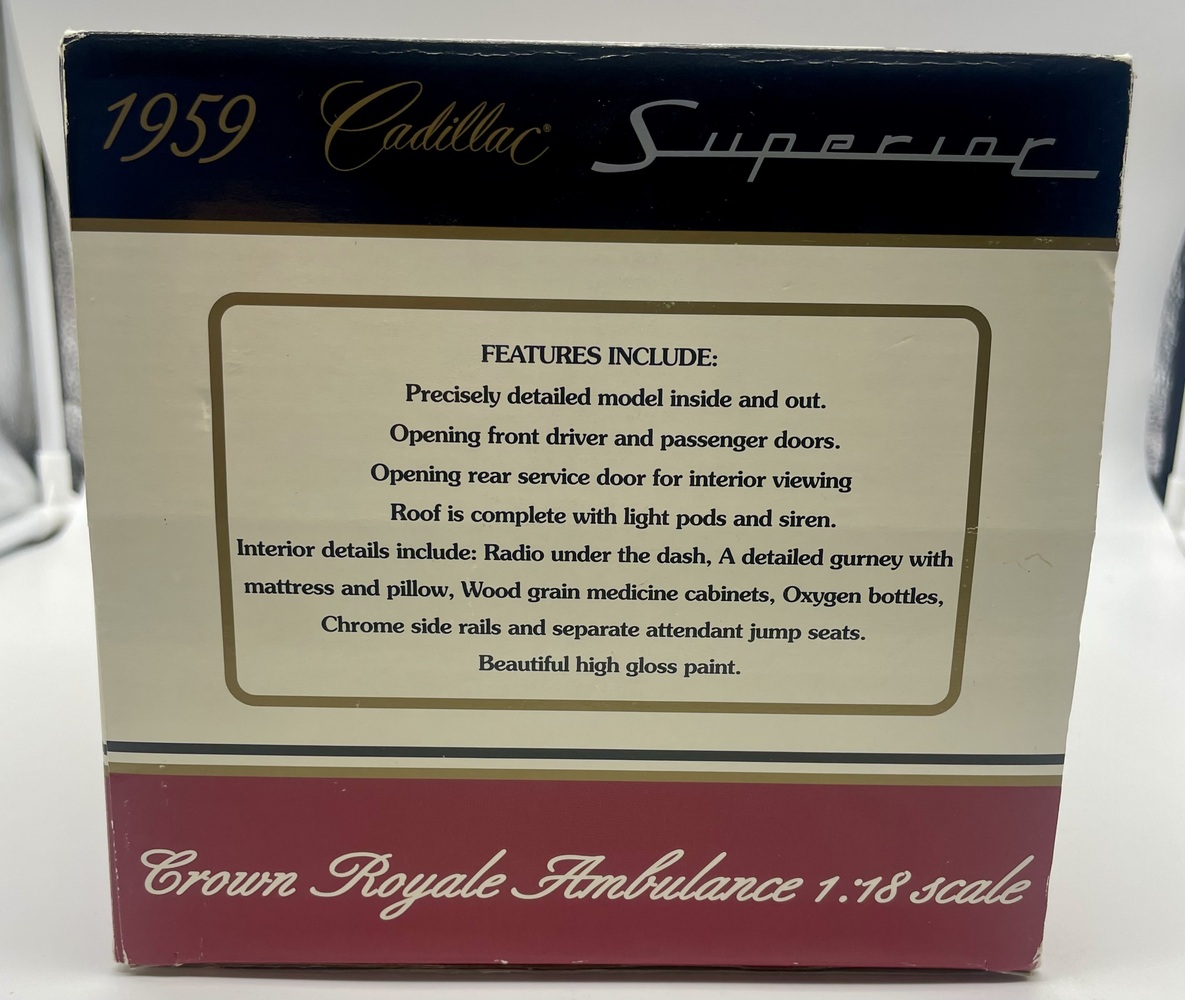 1959 Cadillac® Superior
FEATURES INCLUDE:
Precisely detailed model inside and out.
Opening front driver and passenger doors.
Opening rear service door for interior viewing
Roof is complete with light pods and siren.
Interior details include: Radio under the dash, A detailed gurney with
mattress and pillow, Wood grain medicine cabinets, Oxygen bottles,
Chrome side rails and separate attendant jump seats.
Beautiful high gloss paint.
Crown Royale Ambulance 1:18 scale